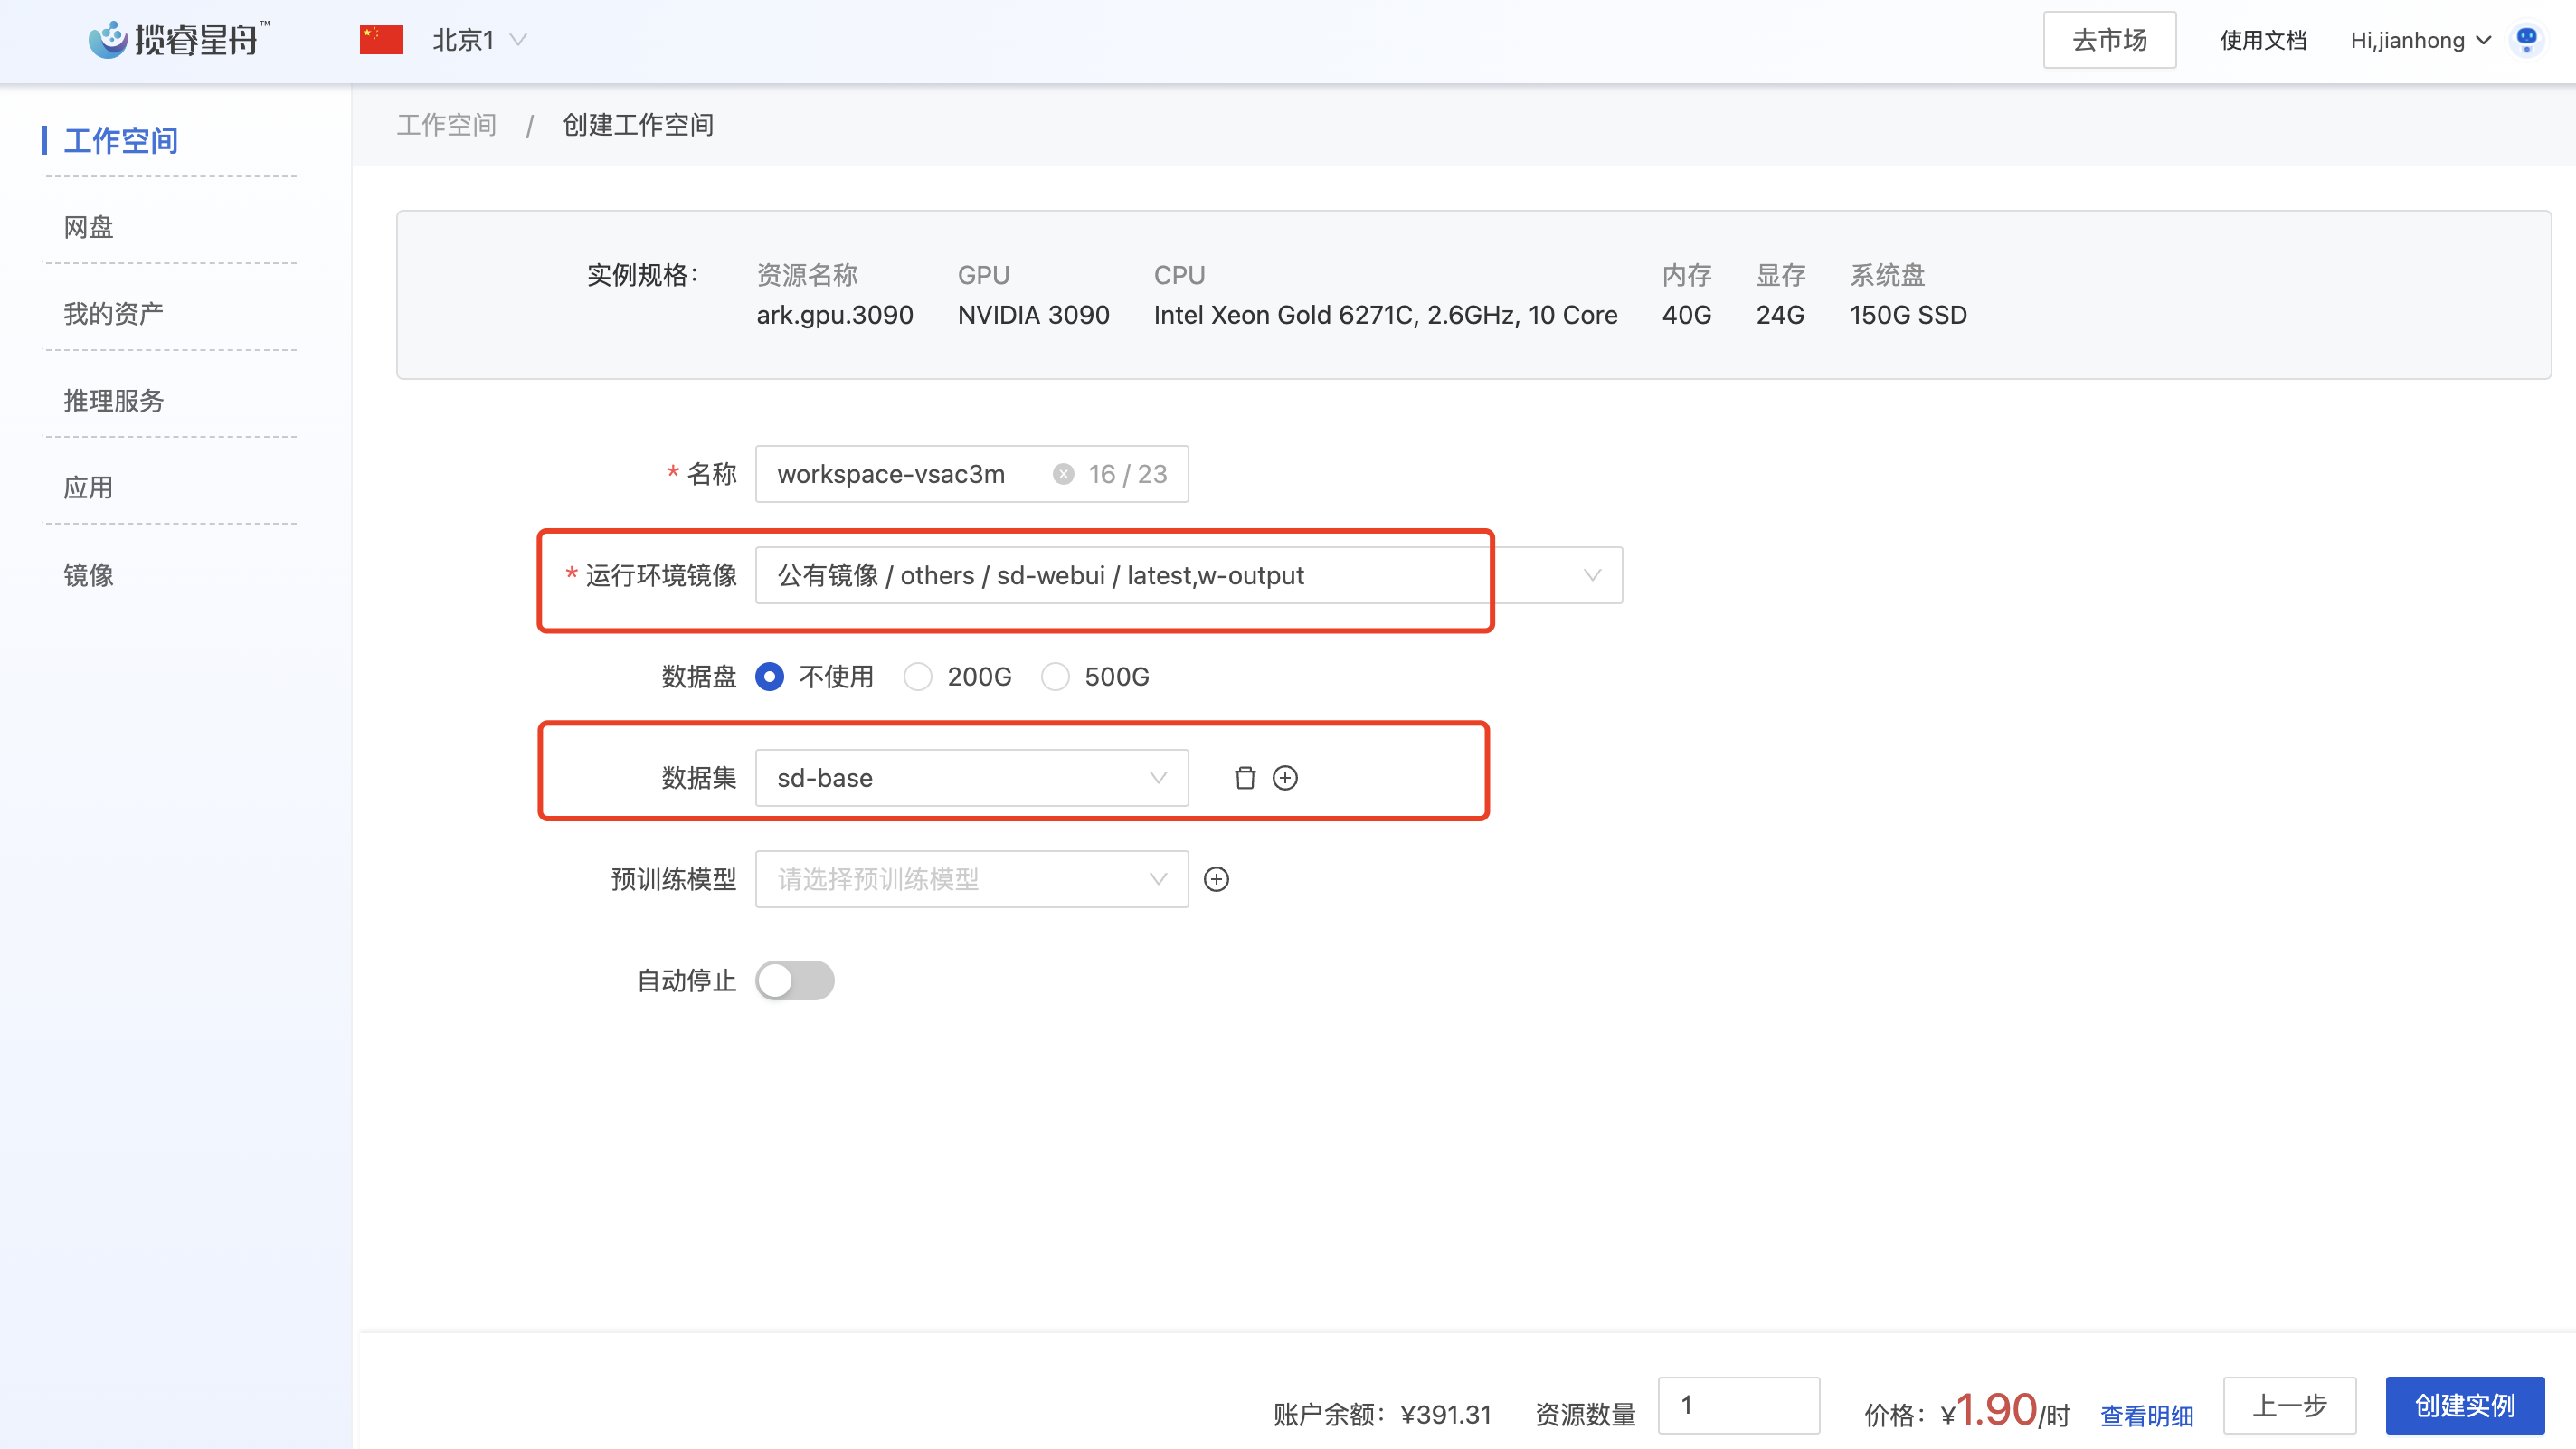 揽睿星舟™
北京1
去市场
使用文档
Hi,jianhong
工作空间
网盘
我的资产
推理服务
应用
镜像
工作空间 / 创建工作空间
实例规格：
资源名称 GPU CPU 内存 显存 系统盘
ark.gpu.3090 NVIDIA 3090 Intel Xeon Gold 6271C, 2.6GHz, 10 Core 40G 24G 150G SSD
* 名称 workspace-vsac3m 16 / 23
* 运行环境镜像 公有镜像 / others / sd-webui / latest,w-output
数据盘 不使用 200G 500G
数据集 sd-base
预训练模型 请选择预训练模型
自动停止
账户余额：¥391.31 资源数量 1 价格：¥1.90/时 查看明细 上一步 创建实例